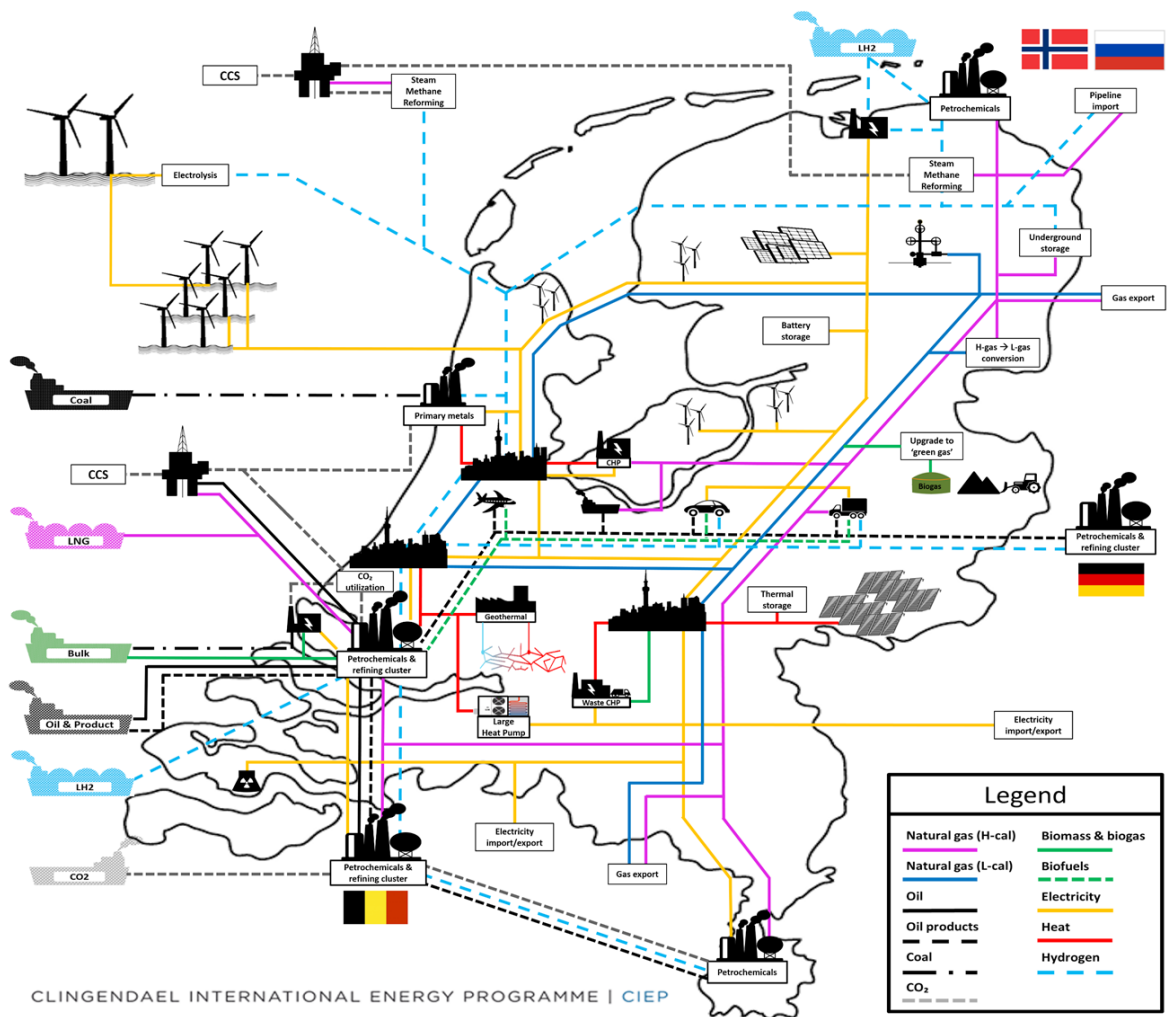 LH2
CCS
Steam
Methane
Reforming
Petrochemicals
Pipeline
import
Electrolysis
Steam
Methane
Reforming
Underground
storage
Gas export
Battery
storage
H-gas → L-gas
conversion
Coal
Primary metals
CCS
CHP
Upgrade to
'green gas'
Biogas
LNG
Petrochemicals
& refining cluster
CO₂
utilization
Geothermal
Thermal
storage
Bulk
Petrochemicals &
refining cluster
Waste CHP
Oil & Product
Large
Heat Pump
Electricity
import/export
LH2
Electricity
import/export
CO2
Petrochemicals &
refining cluster
Gas export
Petrochemicals
Legend
Natural gas (H-cal)
Biomass & biogas
Natural gas (L-cal)
Biofuels
Oil
Electricity
Oil products
Heat
Coal
Hydrogen
CO₂
CLINGENDAEL INTERNATIONAL ENERGY PROGRAMME | CIEP